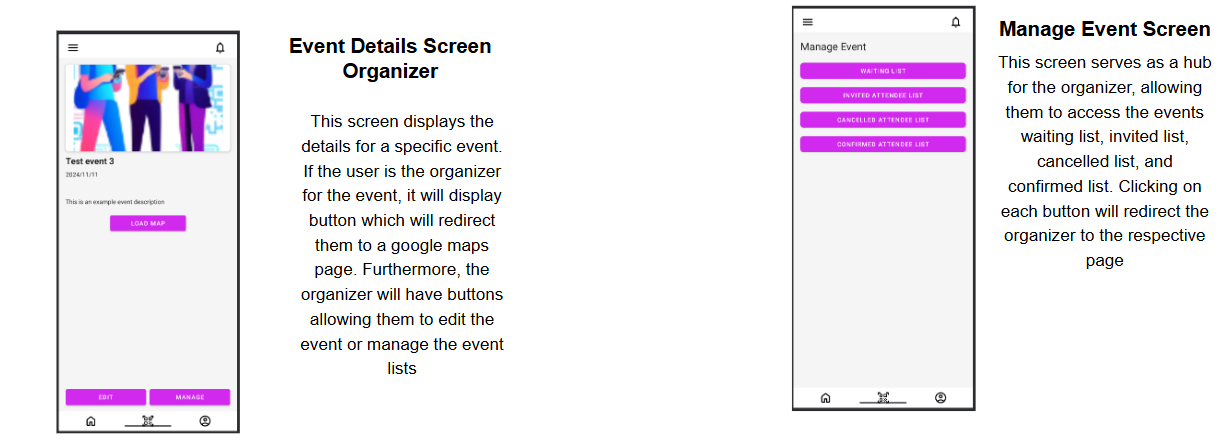 Test event 3
2024/11/11
This is an example event description
LOAD MAP
EDIT
MANAGE
Event Details Screen
Organizer
This screen displays the
details for a specific event.
If the user is the organizer
for the event, it will display
button which will redirect
them to a google maps
page. Furthermore, the
organizer will have buttons
allowing them to edit the
event or manage the event
lists
Manage Event
WAITING LIST
INVITED ATTENDEE LIST
CANCELLED ATTENDEE LIST
CONFIRMED ATTENDEE LIST
Manage Event Screen
This screen serves as a hub
for the organizer, allowing
them to access the events
waiting list, invited list,
cancelled list, and
confirmed list. Clicking on
each button will redirect the
organizer to the respective
page